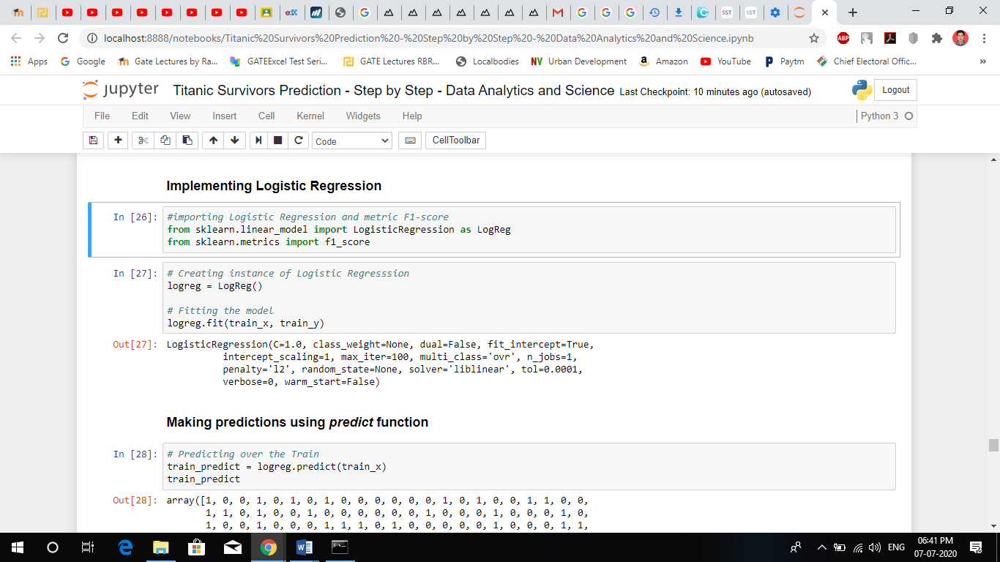 localhost:8888/notebooks/Titanic%20Survivors%20Prediction%20-%20Step%20by%20Step%20-%20Data%20Analytics%20and%20Science.ipynb
Apps Google Gate Lectures by Ra... GATEExcel Test Seri... GATE Lectures RBR... Localbodies Urban Development Amazon YouTube Paytm Chief Electoral Offic... »
jupyter Titanic Survivors Prediction - Step by Step - Data Analytics and Science Last Checkpoint: 10 minutes ago (autosaved) Logout
File Edit View Insert Cell Kernel Widgets Help Python 3
Code CellToolbar
Implementing Logistic Regression
In [26]: #importing Logistic Regression and metric F1-score
from sklearn.linear_model import LogisticRegression as LogReg
from sklearn.metrics import f1_score
In [27]: # Creating instance of Logistic Regresssion
logreg = LogReg()
# Fitting the model
logreg.fit(train_x, train_y)
Out[27]: LogisticRegression(C=1.0, class_weight=None, dual=False, fit_intercept=True,
intercept_scaling=1, max_iter=100, multi_class='ovr', n_jobs=1,
penalty='l2', random_state=None, solver='liblinear', tol=0.0001,
verbose=0, warm_start=False)
Making predictions using predict function
In [28]: # Predicting over the Train
train_predict = logreg.predict(train_x)
train_predict
Out[28]: array([1, 0, 0, 1, 0, 1, 0, 1, 0, 0, 0, 0, 0, 0, 1, 0, 1, 0, 0, 1, 1, 0, 0,
1, 1, 0, 1, 0, 0, 1, 0, 0, 0, 0, 0, 0, 1, 0, 0, 0, 1, 0, 0, 0, 1, 0,
1, 0, 0, 1, 0, 0, 0, 1, 1, 1, 0, 1, 0, 0, 0, 0, 0, 1, 0, 0, 0, 1, 1,
ENG
06:41 PM
07-07-2020